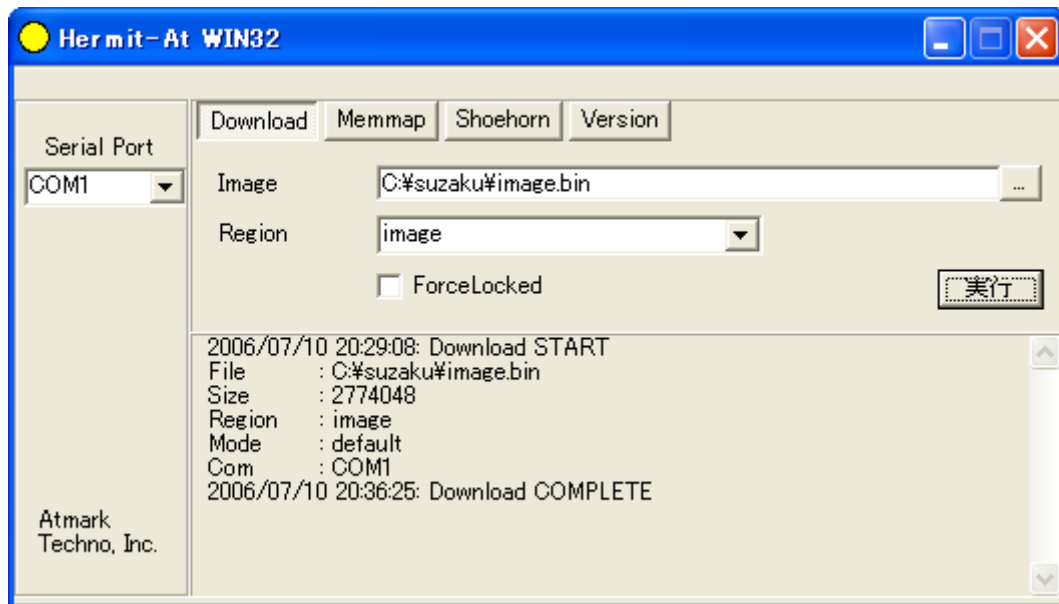 Hermit-At WIN32
Serial Port
COM1
Atmark
Techno, Inc.
Download Memmap Shoehorn Version
Image C:¥suzaku¥image.bin ...
Region image
ForceLocked 実行
2006/07/10 20:29:08: Download START
File : C:¥suzaku¥image.bin
Size : 2774048
Region : image
Mode : default
Com : COM1
2006/07/10 20:36:25: Download COMPLETE